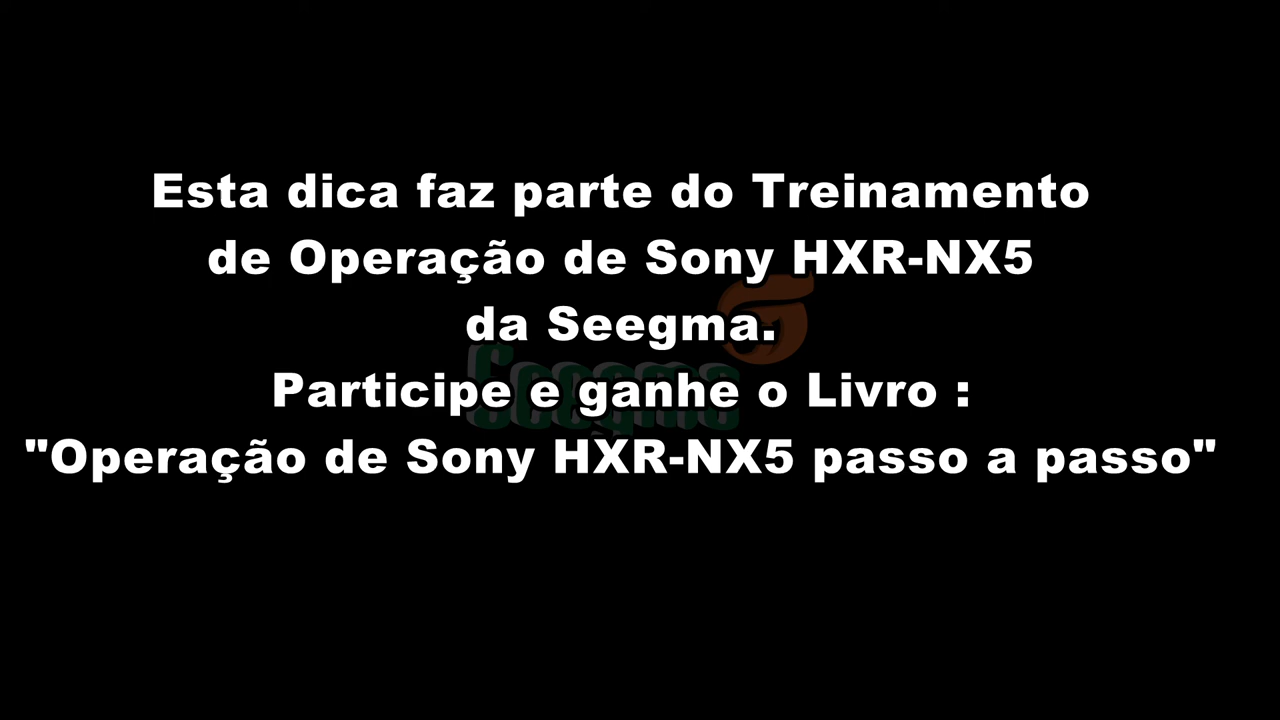 Esta dica faz parte do Treinamento
de Operação de Sony HXR-NX5
da Seegma.
Participe e ganhe o Livro :
"Operação de Sony HXR-NX5 passo a passo"
Seegma